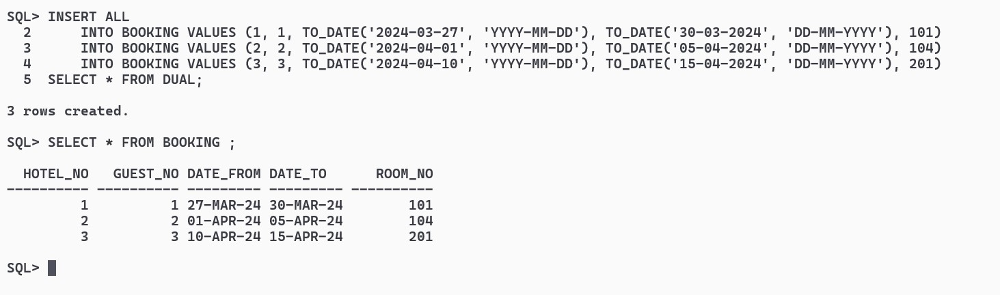 SQL> INSERT ALL
  2      INTO BOOKING VALUES (1, 1, TO_DATE('2024-03-27', 'YYYY-MM-DD'), TO_DATE('30-03-2024', 'DD-MM-YYYY'), 101)
  3      INTO BOOKING VALUES (2, 2, TO_DATE('2024-04-01', 'YYYY-MM-DD'), TO_DATE('05-04-2024', 'DD-MM-YYYY'), 104)
  4      INTO BOOKING VALUES (3, 3, TO_DATE('2024-04-10', 'YYYY-MM-DD'), TO_DATE('15-04-2024', 'DD-MM-YYYY'), 201)
  5  SELECT * FROM DUAL;
3 rows created.
SQL> SELECT * FROM BOOKING ;
  HOTEL_NO   GUEST_NO DATE_FROM DATE_TO      ROOM_NO
---------- ---------- --------- --------- ----------
         1          1 27-MAR-24 30-MAR-24        101
         2          2 01-APR-24 05-APR-24        104
         3          3 10-APR-24 15-APR-24        201
SQL>